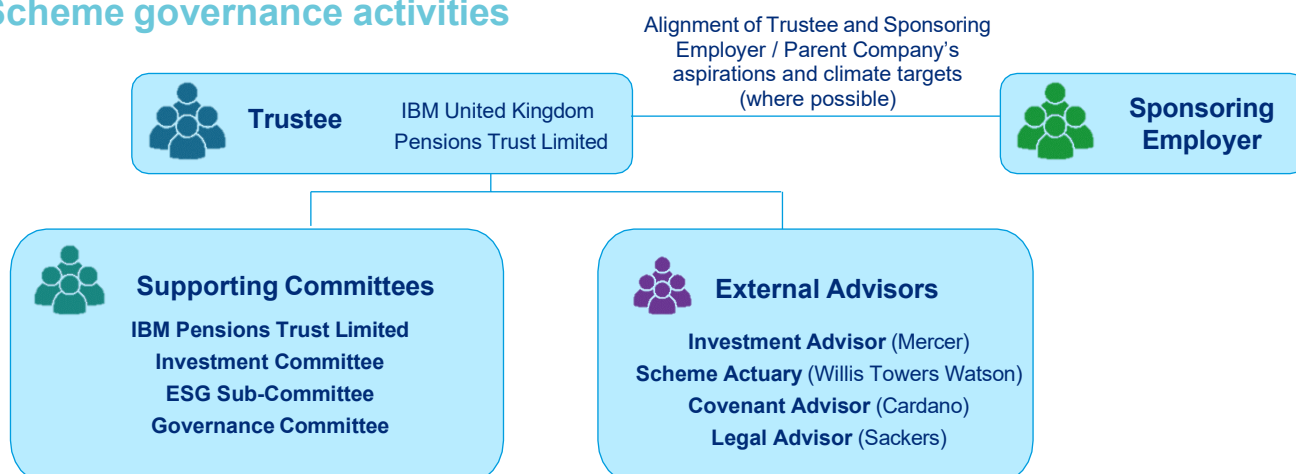 Scheme governance activities
Alignment of Trustee and Sponsoring
Employer / Parent Company's
aspirations and climate targets
(where possible)
Trustee
IBM United Kingdom
Pensions Trust Limited
Sponsoring
Employer
Supporting Committees
IBM Pensions Trust Limited
Investment Committee
ESG Sub-Committee
Governance Committee
External Advisors
Investment Advisor (Mercer)
Scheme Actuary (Willis Towers Watson)
Covenant Advisor (Cardano)
Legal Advisor (Sackers)